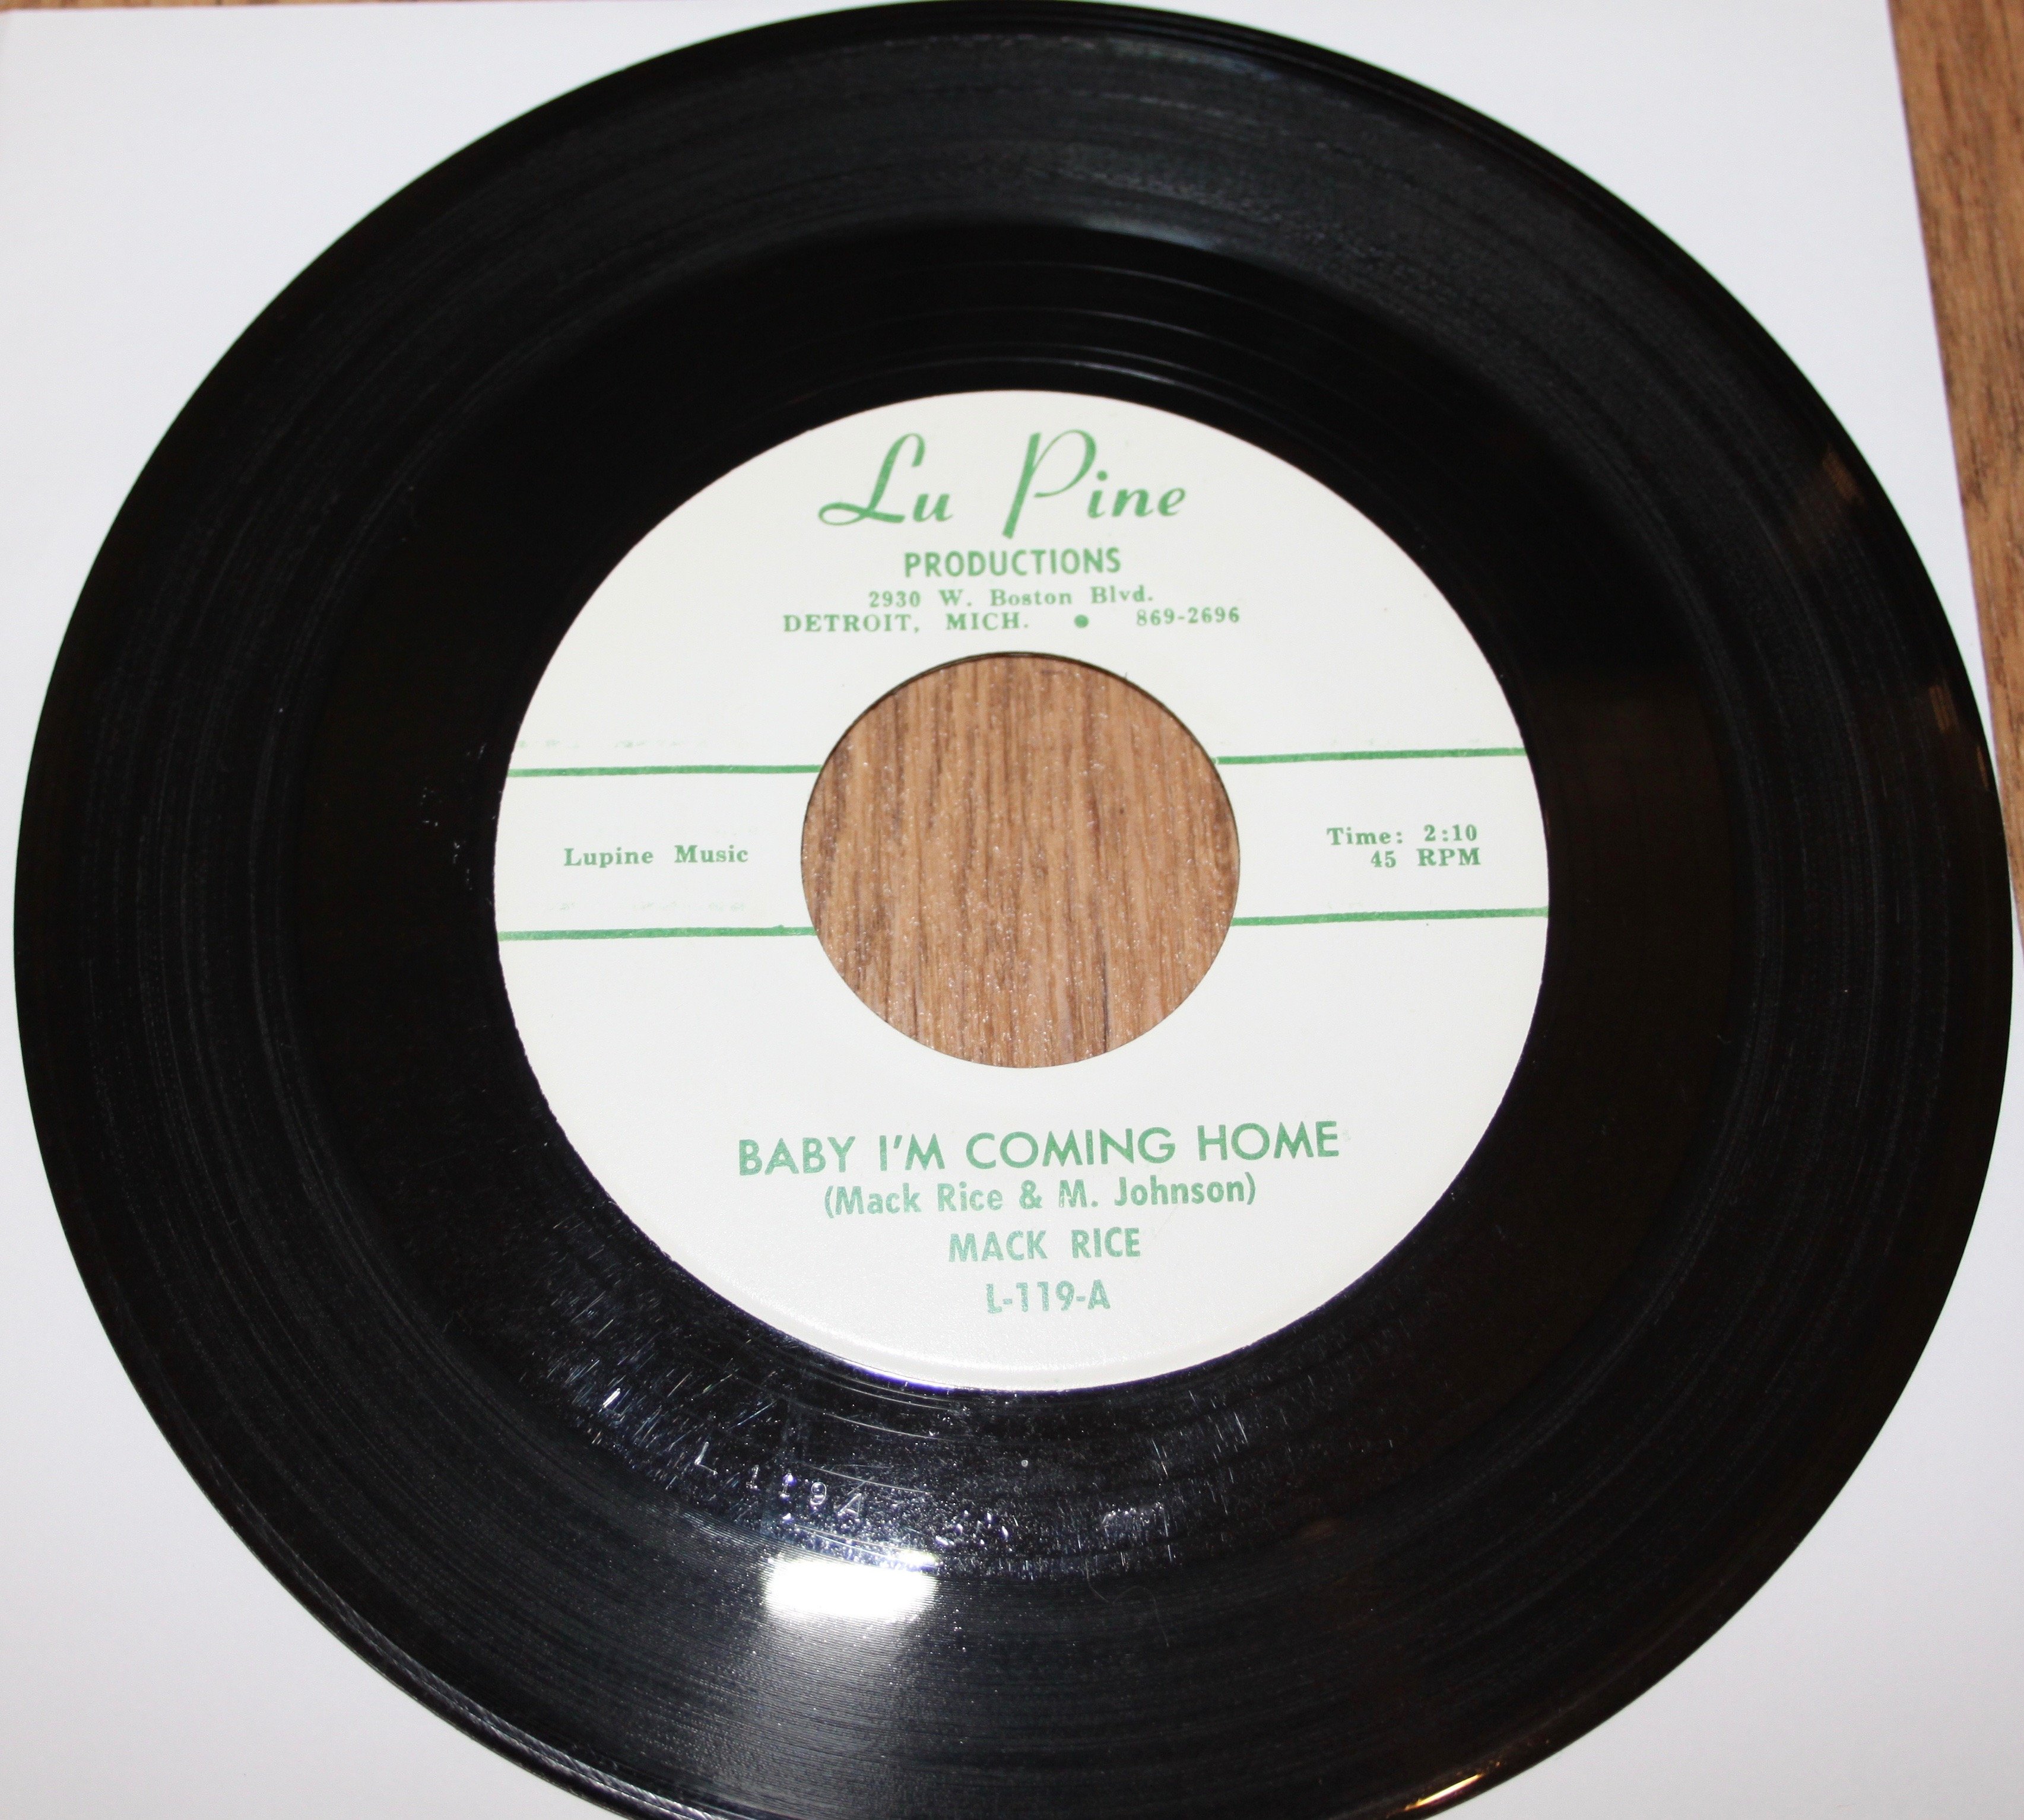 Lu Pine
PRODUCTIONS
2930 W. Boston Blvd.
DETROIT, MICH. • 869-2696
Lupine Music
Time: 2:10
45 RPM
BABY I'M COMING HOME
(Mack Rice & M. Johnson)
MACK RICE
L-119-A
L 119 A